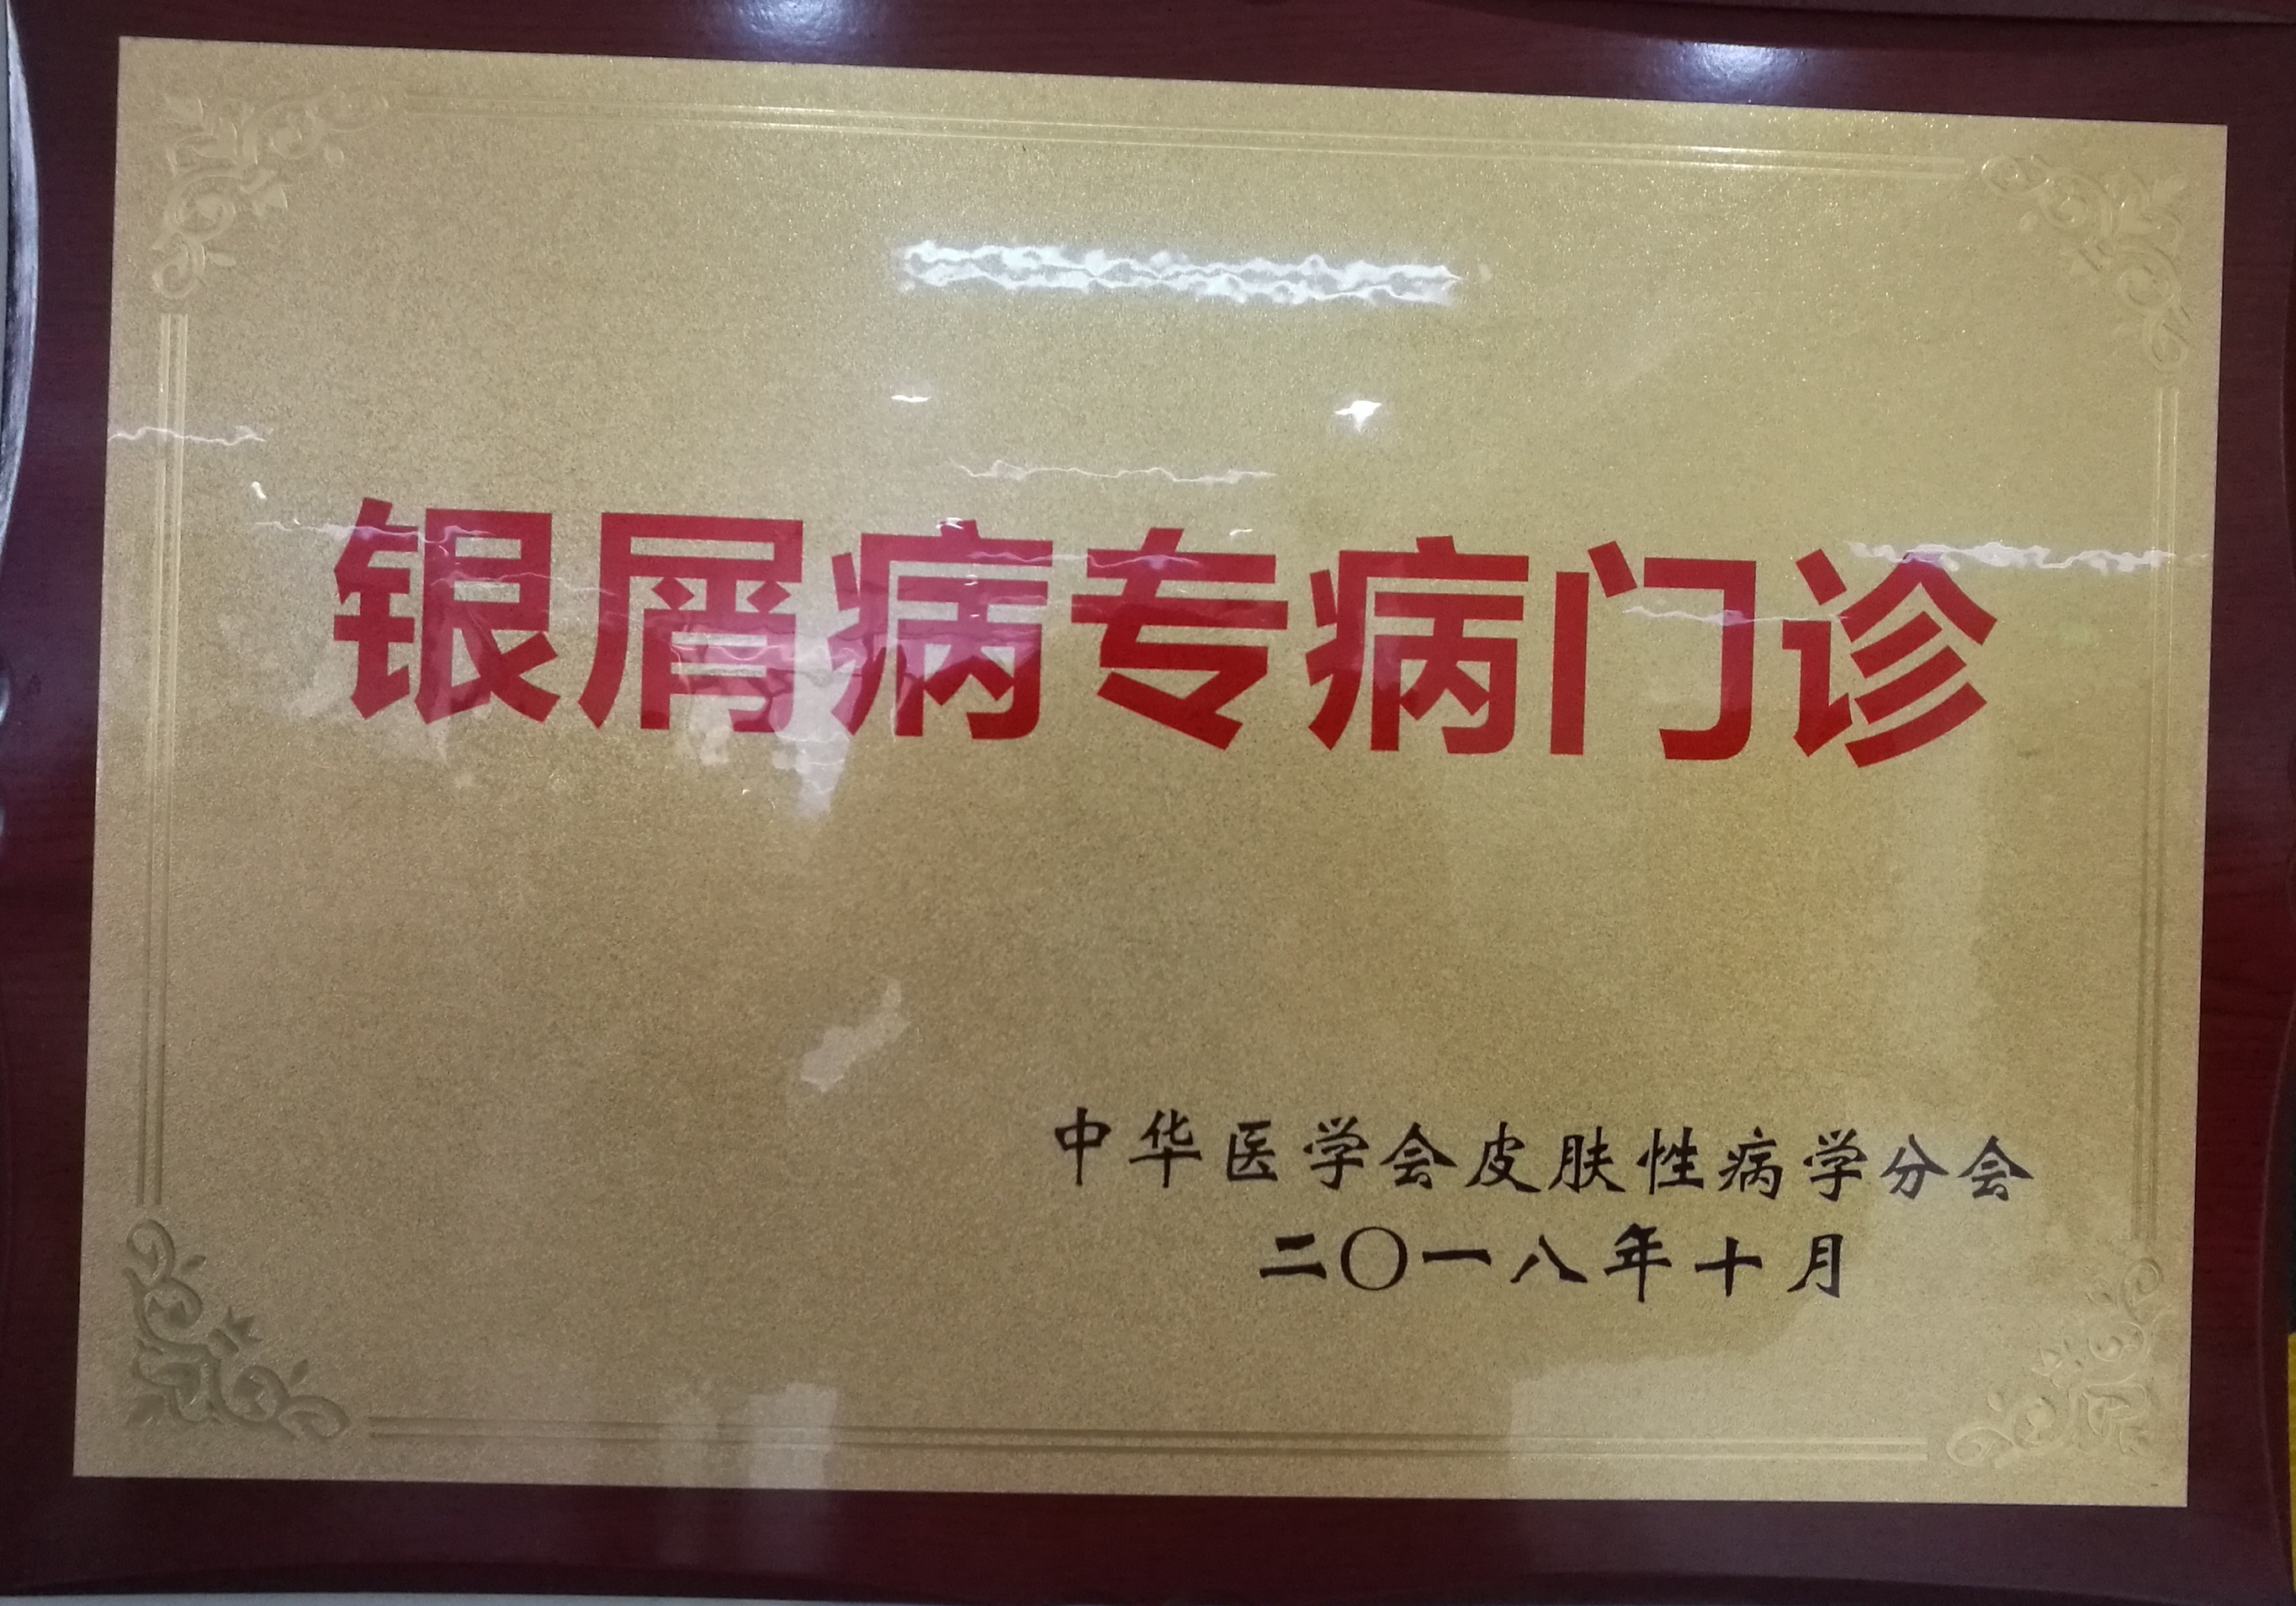 银屑病专病门诊
中华医学会皮肤性病学分会
二〇一八年十月